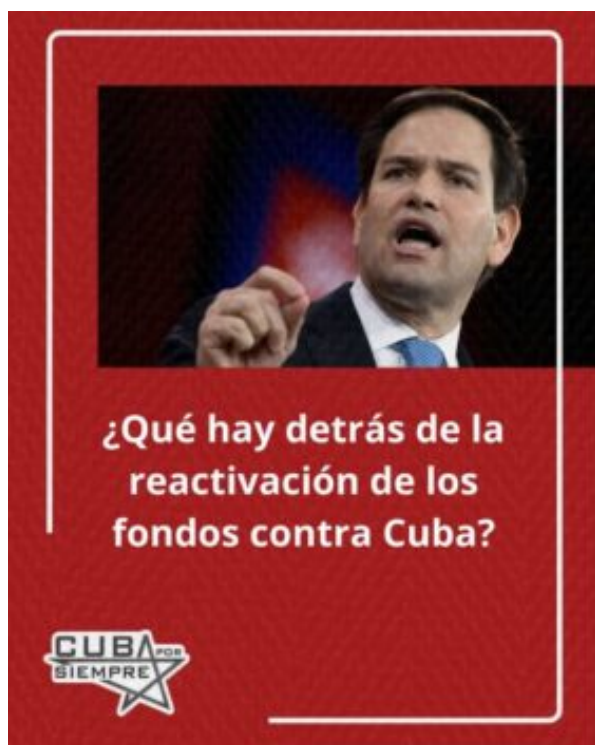 ¿Qué hay detrás de la
reactivación de los
fondos contra Cuba?
CUBA POR
SIEMPRE